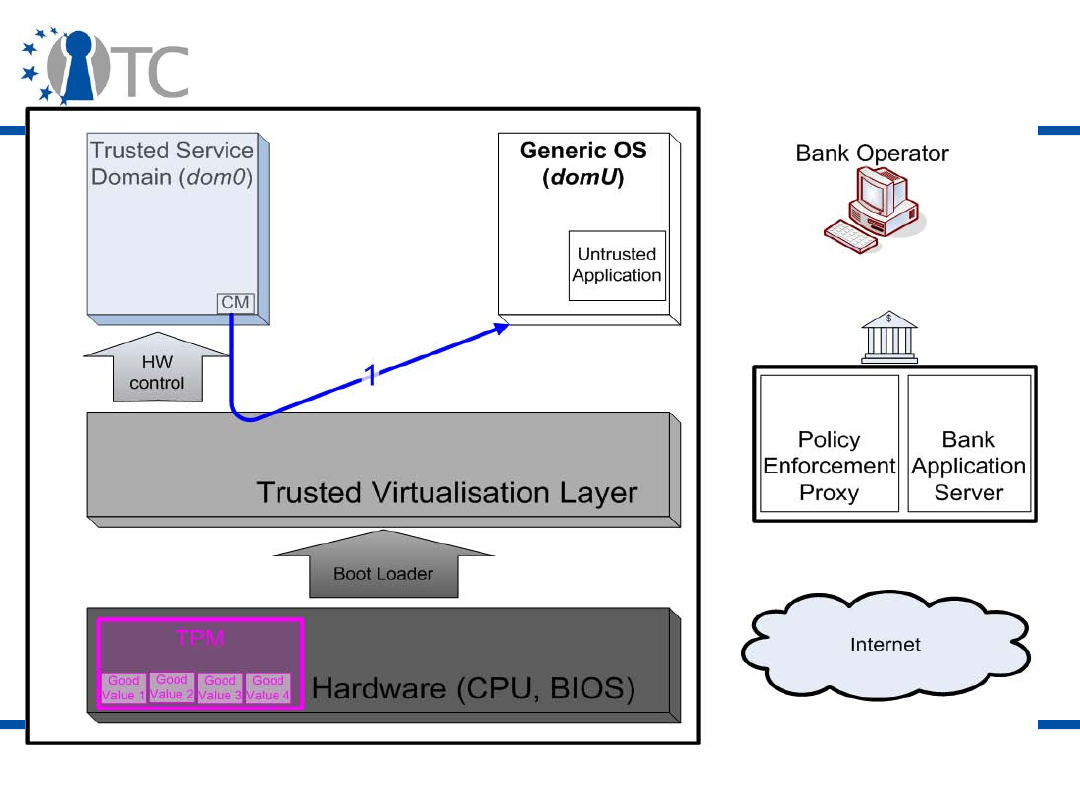 TC
Trusted Service
Domain (dom0)
CM
Generic OS
(domU)
Untrusted
Application
HW
control
1
Trusted Virtualisation Layer
Boot Loader
TPM
Good
Value 1
Good
Value 2
Good
Value 3
Good
Value 4
Hardware (CPU, BIOS)
Bank Operator
$
Policy
Enforcement
Proxy
Bank
Application
Server
Internet